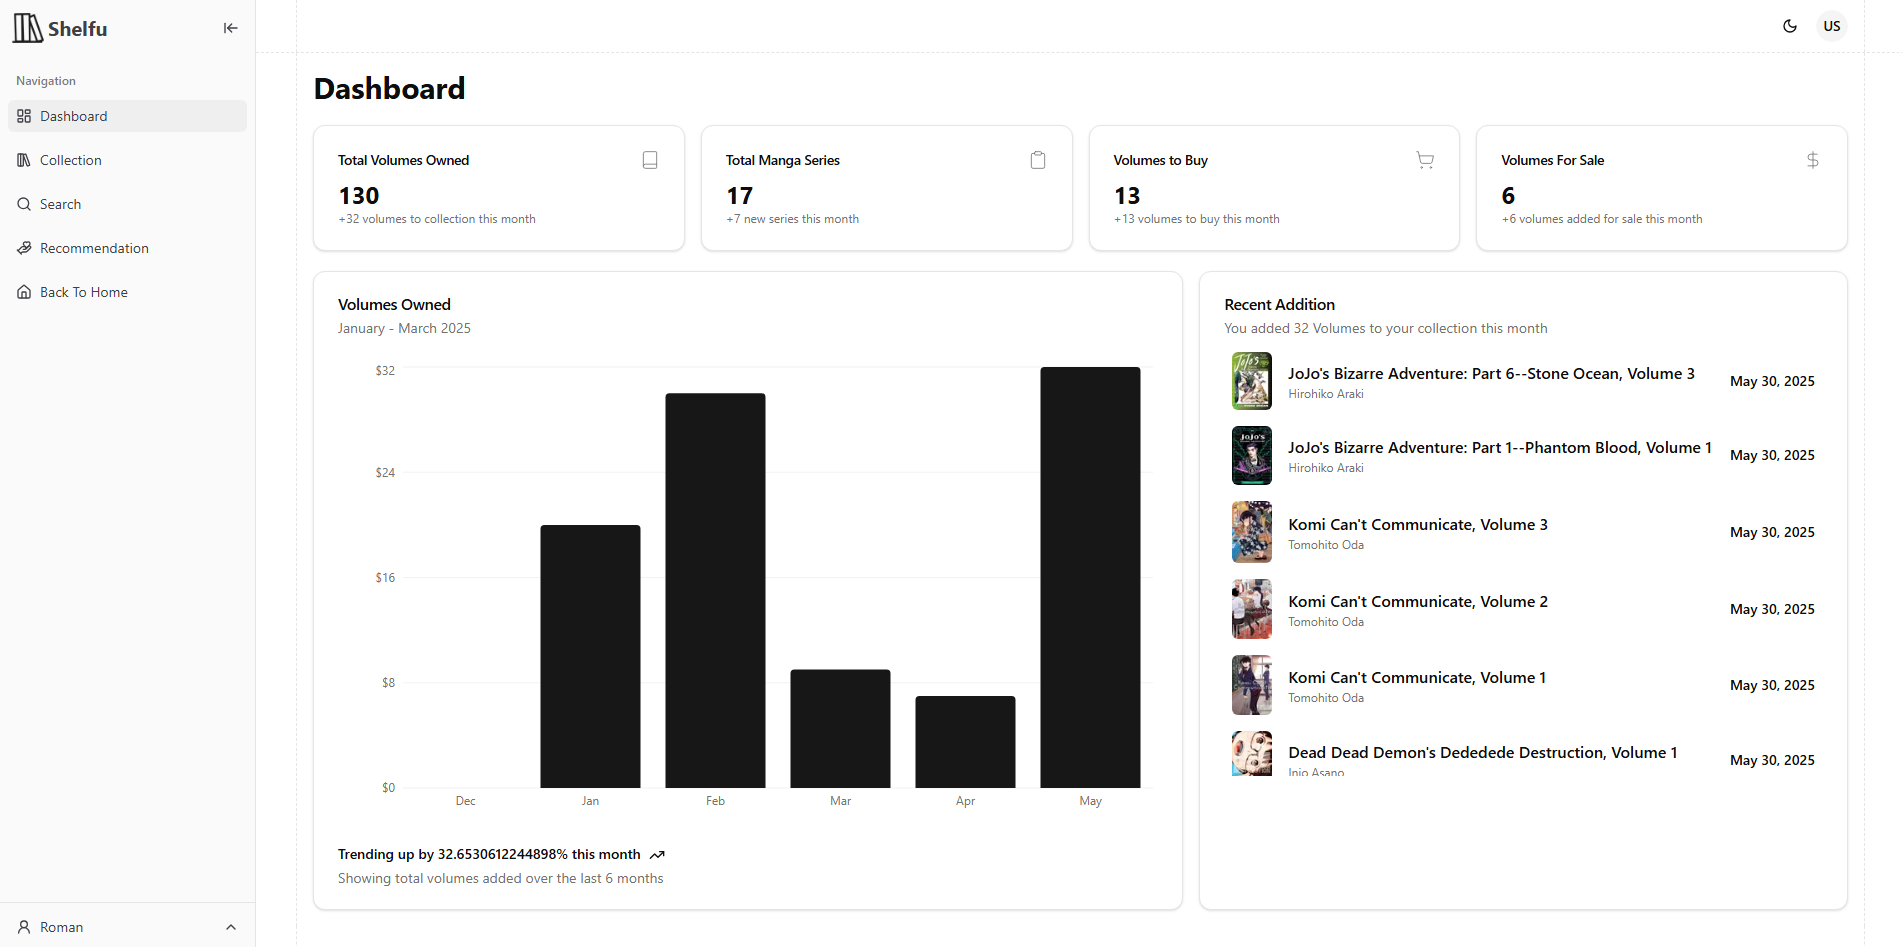 Shelfu
US
Navigation
Dashboard
Collection
Search
Recommendation
Back To Home
Roman
Dashboard
Total Volumes Owned
130
+32 volumes to collection this month
Total Manga Series
17
+7 new series this month
Volumes to Buy
13
+13 volumes to buy this month
Volumes For Sale
6
+6 volumes added for sale this month
Volumes Owned
January - March 2025
$32
$24
$16
$8
$0
Dec Jan Feb Mar Apr May
Trending up by 32.6530612244898% this month
Showing total volumes added over the last 6 months
Recent Addition
You added 32 Volumes to your collection this month
JoJo's Bizarre Adventure: Part 6--Stone Ocean, Volume 3
Hirohiko Araki
May 30, 2025
JoJo's Bizarre Adventure: Part 1--Phantom Blood, Volume 1
Hirohiko Araki
May 30, 2025
Komi Can't Communicate, Volume 3
Tomohito Oda
May 30, 2025
Komi Can't Communicate, Volume 2
Tomohito Oda
May 30, 2025
Komi Can't Communicate, Volume 1
Tomohito Oda
May 30, 2025
Dead Dead Demon's Dededede Destruction, Volume 1
Inio Asano
May 30, 2025